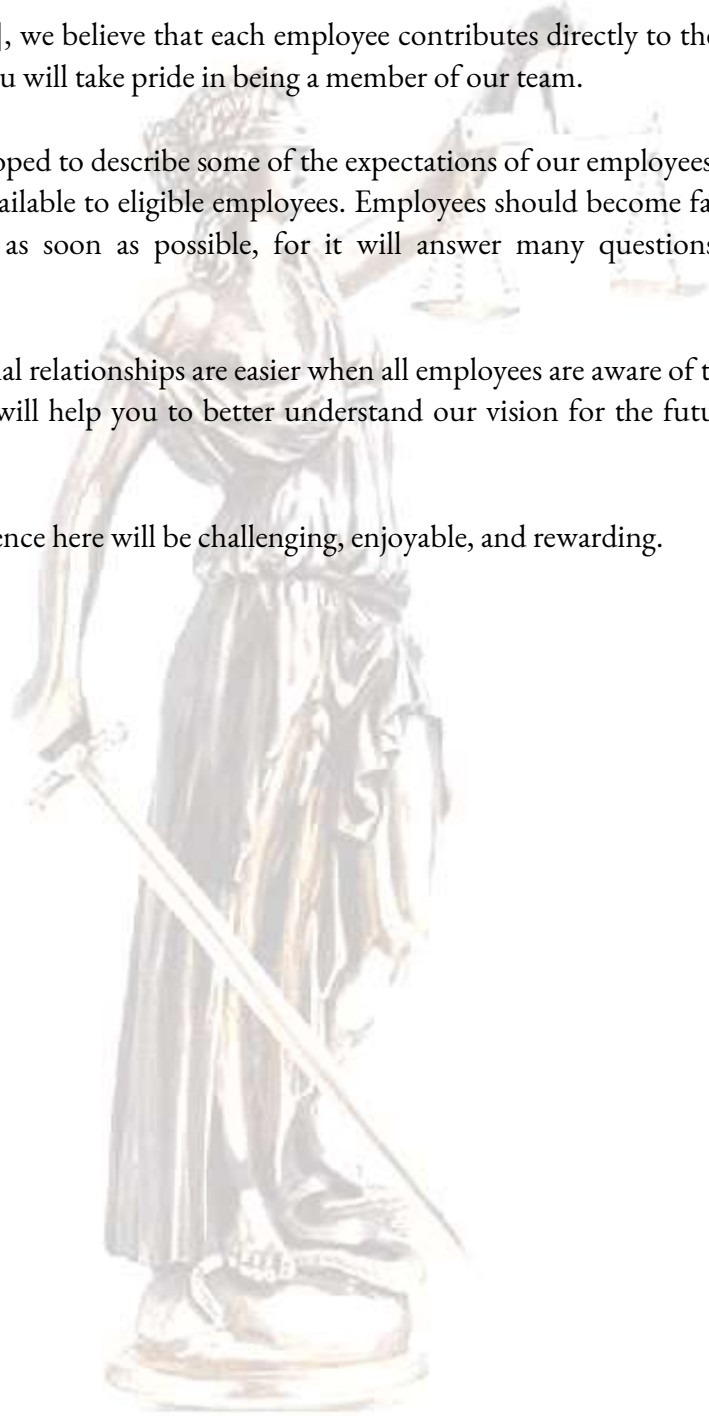 ], we believe that each employee contributes directly to the
u will take pride in being a member of our team.
ped to describe some of the expectations of our employees
ailable to eligible employees. Employees should become fa
as soon as possible, for it will answer many questions
al relationships are easier when all employees are aware of t
will help you to better understand our vision for the futu
ence here will be challenging, enjoyable, and rewarding.